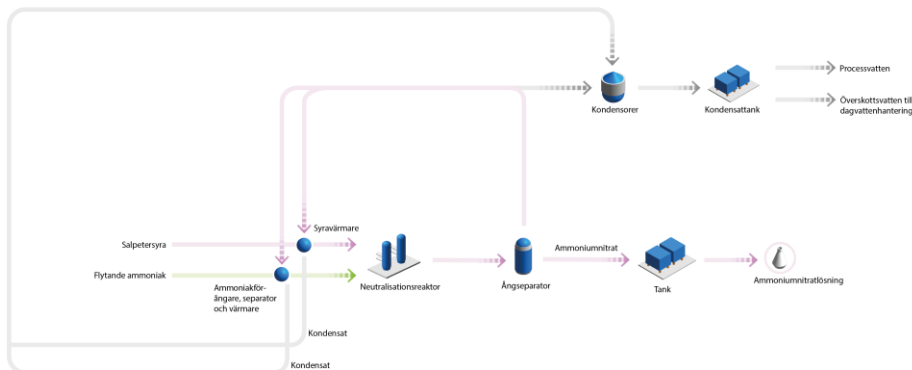 Processvatten
Överskottsvatten till
dagvattenhantering
Kondensorer
Kondensattank
Syravärmare
Salpetersyra
Ammoniumnitrat
Flytande ammoniak
Ammoniakför-
ångare, separator
och värmare
Neutralisationsreaktor
Ångseparator
Tank
Ammoniumnitratlösning
Kondensat
Kondensat